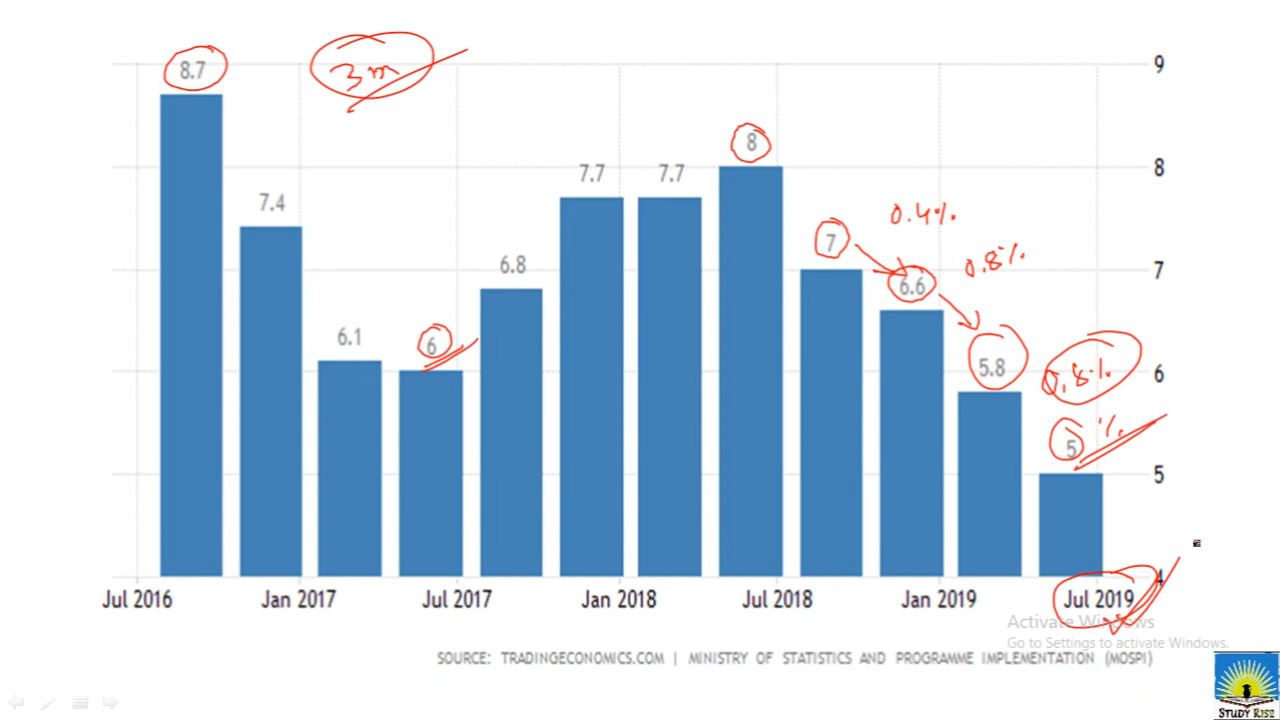 8.7
3m
9
7.4
6.1
6
6.8
7.7
7.7
8
8
7
0.4%
6.6
0.8%
7
5.8
0.8%
6
5 %
5
4
Jul 2016
Jan 2017
Jul 2017
Jan 2018
Jul 2018
Jan 2019
Jul 2019
Activate Windows
Go to Settings to activate Windows.
SOURCE: TRADINGECONOMICS.COM | MINISTRY OF STATISTICS AND PROGRAMME IMPLEMENTATION (MOSPI)
STUDY RISE